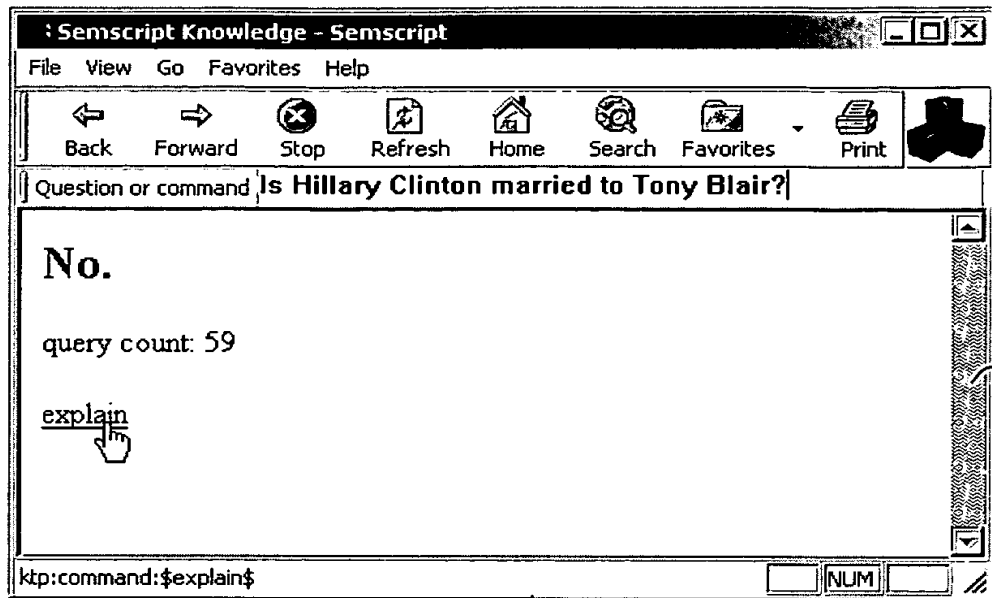 Semscript Knowledge - Semscript
File View Go Favorites Help
Back Forward Stop Refresh Home Search Favorites Print
Question or command Is Hillary Clinton married to Tony Blair?
No.
query count: 59
explain
ktp:command:$explain$ NUM